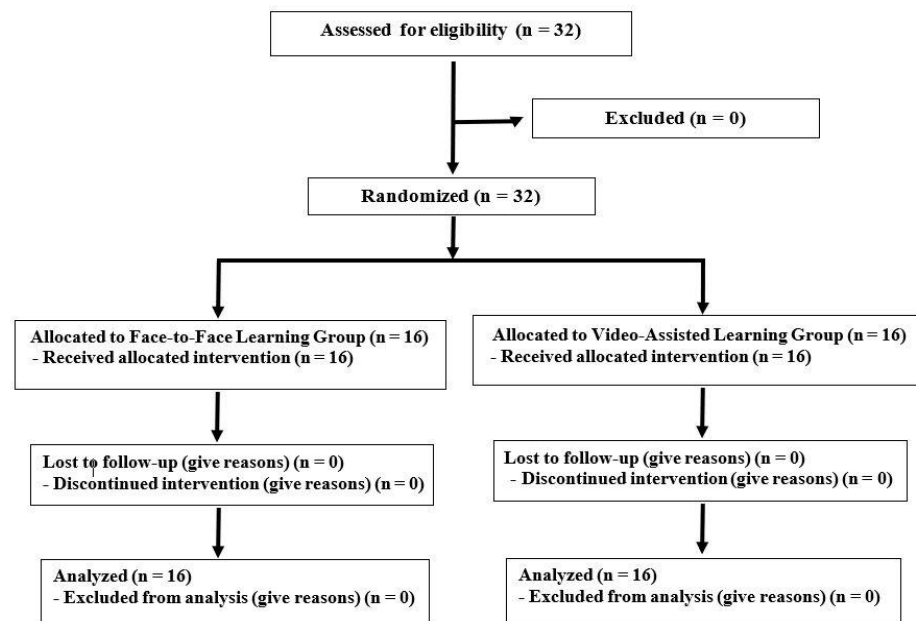 Assessed for eligibility (n = 32)
Excluded (n = 0)
Randomized (n = 32)
Allocated to Face-to-Face Learning Group (n = 16)
- Received allocated intervention (n = 16)
Allocated to Video-Assisted Learning Group (n = 16)
- Received allocated intervention (n = 16)
Lost to follow-up (give reasons) (n = 0)
- Discontinued intervention (give reasons) (n = 0)
Lost to follow-up (give reasons) (n = 0)
- Discontinued intervention (give reasons) (n = 0)
Analyzed (n = 16)
- Excluded from analysis (give reasons) (n = 0)
Analyzed (n = 16)
- Excluded from analysis (give reasons) (n = 0)